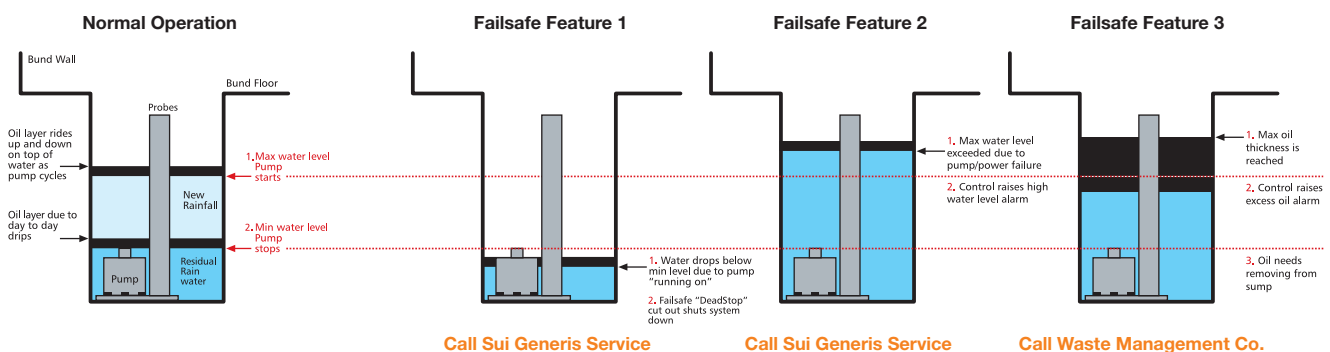 Normal Operation
Bund Wall
Bund Floor
Probes
Oil layer rides
up and down
on top of
water as
pump cycles
1. Max water level
Pump
starts
New
Rainfall
Oil layer due to
day to day
drips
2. Min water level
Pump
stops
Residual
Rain
water
Pump
Failsafe Feature 1
1. Water drops below
min level due to pump
“running on”
2. Failsafe “DeadStop”
cut out shuts system
down
Call Sui Generis Service
Failsafe Feature 2
1. Max water level
exceeded due to
pump/power failure
2. Control raises high
water level alarm
Call Sui Generis Service
Failsafe Feature 3
1. Max oil
thickness is
reached
2. Control raises
excess oil alarm
3. Oil needs
removing from
sump
Call Waste Management Co.